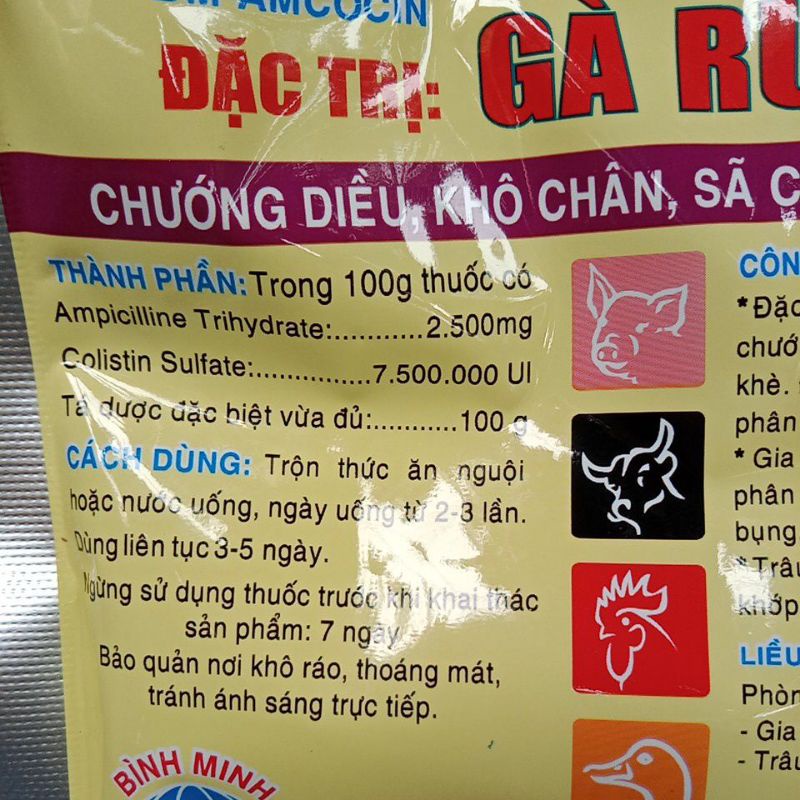 AMCOCIN
ĐẶC TRỊ: GÀ
CHƯỚNG DIỀU, KHÔ CHÂN, SÃ
THÀNH PHẦN: Trong 100g thuốc có
Ampicilline Trihydrate:............2.500mg
Colistin Sulfate:...............7.500.000 UI
Tá dược đặc biệt vừa đủ:...........100 g
CÁCH DÙNG: Trộn thức ăn nguội
hoặc nước uống, ngày uống từ 2-3 lần.
- Dùng liên tục 3-5 ngày.
Ngừng sử dụng thuốc trước khi khai thác
sản phẩm: 7 ngày
Bảo quản nơi khô ráo, thoáng mát,
tránh ánh sáng trực tiếp.
BÌNH MINH
CÔN
* Đặc
chướ
khè.
phân
* Gia
phân
bụng
* Trâu
khớp
LIỀU
Phòn
- Gia
- Trâu